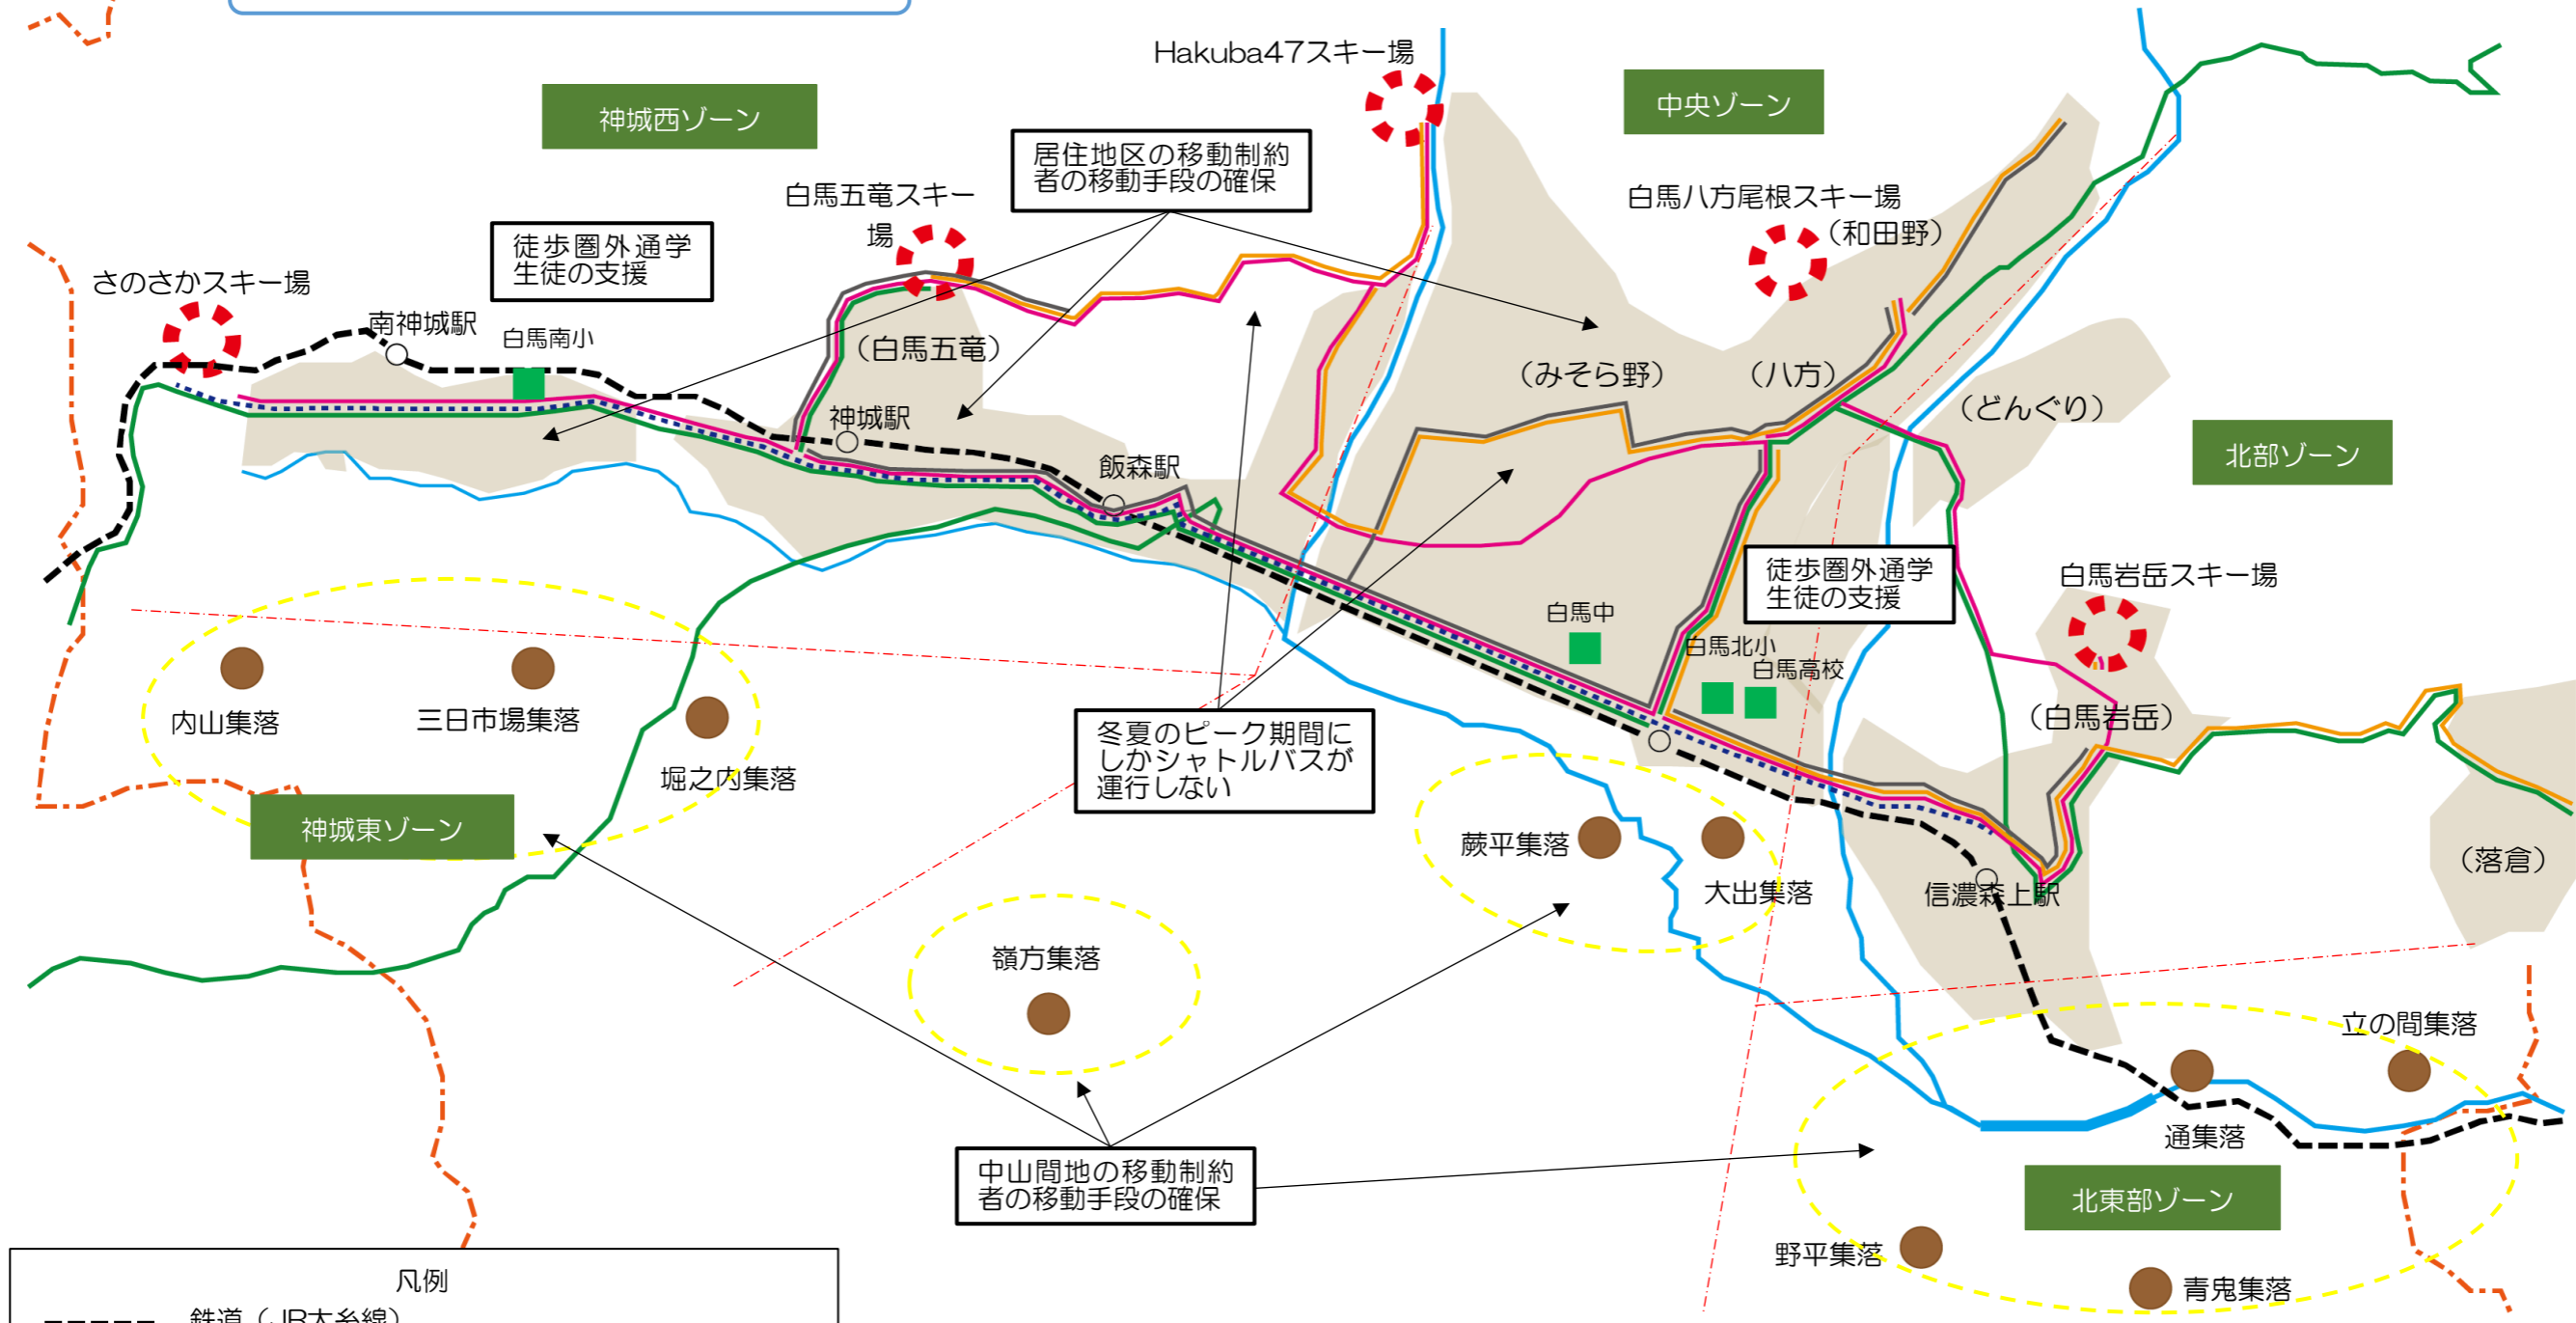 Hakuba47スキー場
神城西ゾーン
中央ゾーン
居住地区の移動制約
者の移動手段の確保
白馬五竜スキー
場
白馬八方尾根スキー場
（和田野）
徒歩圏外通学
生徒の支援
さのさかスキー場
南神城駅
白馬南小
（白馬五竜）
（みそら野）
（八方）
（どんぐり）
神城駅
北部ゾーン
飯森駅
徒歩圏外通学
生徒の支援
白馬岩岳スキー場
白馬中
白馬北小
白馬高校
内山集落
三日市場集落
（白馬岩岳）
冬夏のピーク期間に
しかシャトルバスが
運行しない
堀之内集落
神城東ゾーン
蕨平集落
大出集落
（落倉）
信濃森上駅
嶺方集落
立の間集落
通集落
中山間地の移動制約
者の移動手段の確保
北東部ゾーン
野平集落
青鬼集落
凡例
鉄道（JR大糸線）